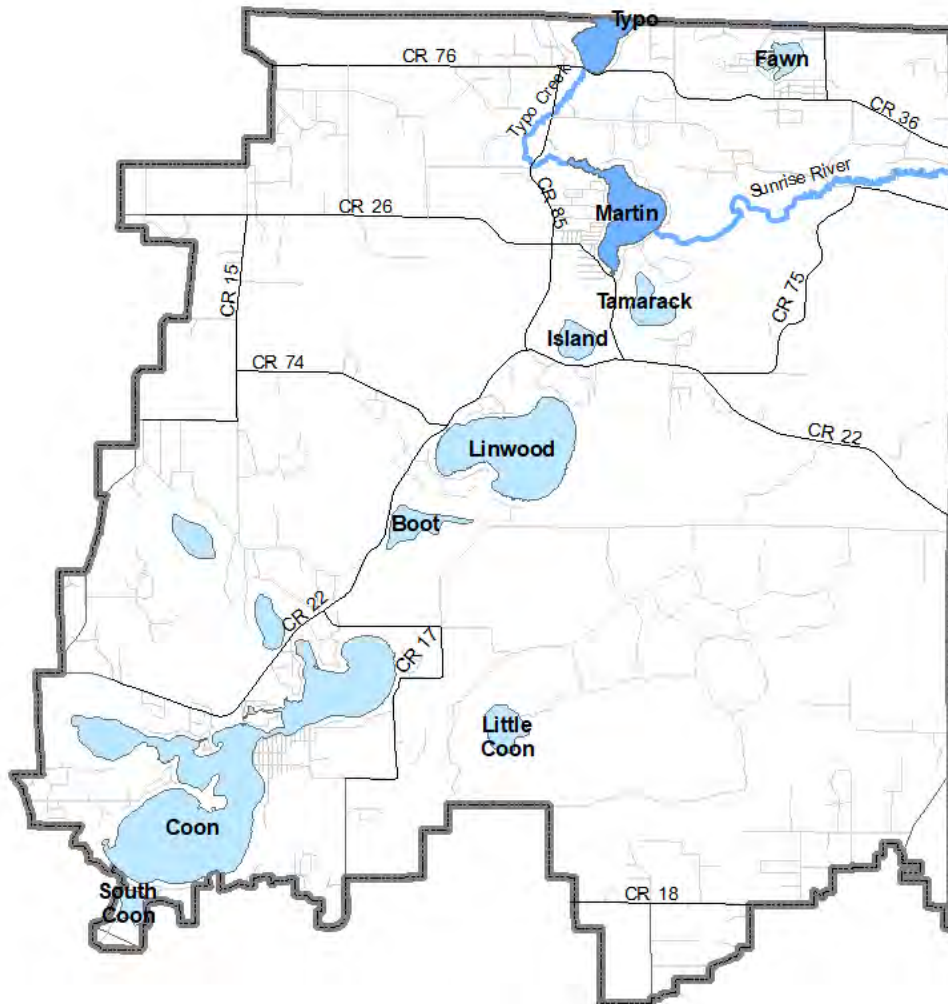 Typo
Fawn
CR 76
Typo Creek
CR 36
Sunrise River
CR 85
Martin
CR 26
CR 15
CR 75
Tamarack
Island
CR 74
CR 22
Linwood
Boot
CR 22
CR 17
Little
Coon
Coon
South
Coon
CR 18